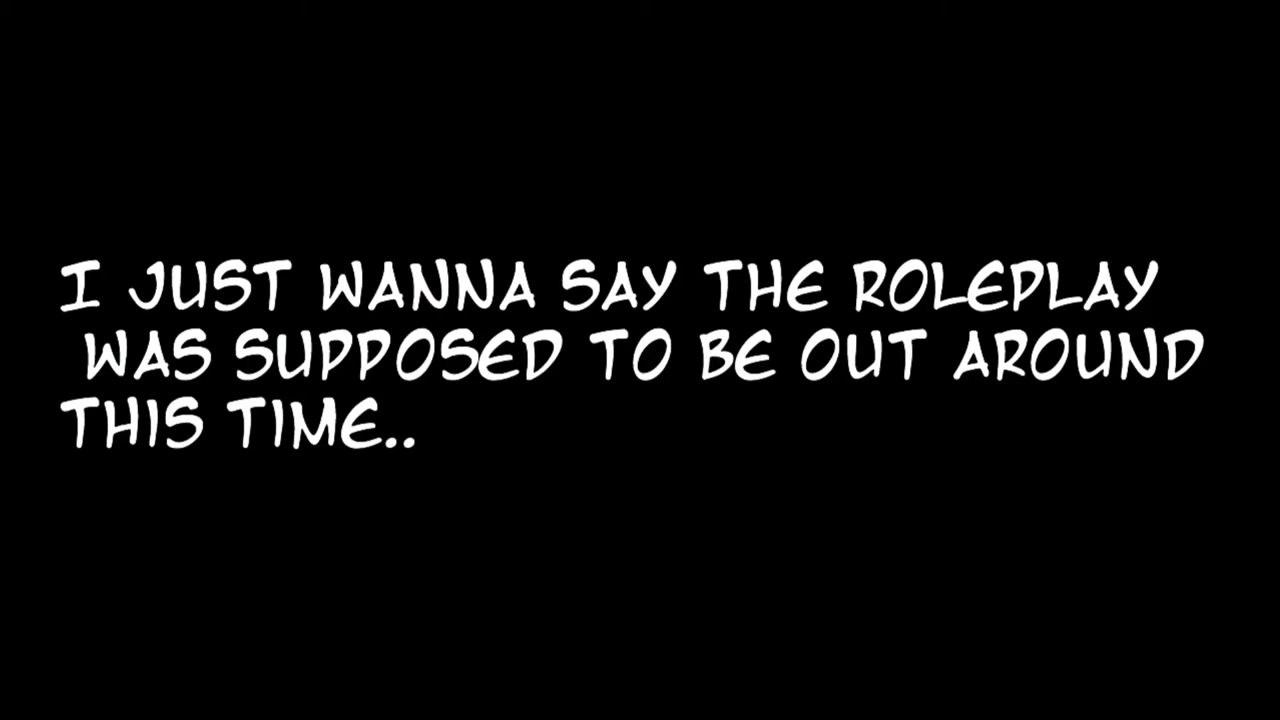 I JUST WANNA SAY THE ROLEPLAY
WAS SUPPOSED TO BE OUT AROUND
THIS TIME..